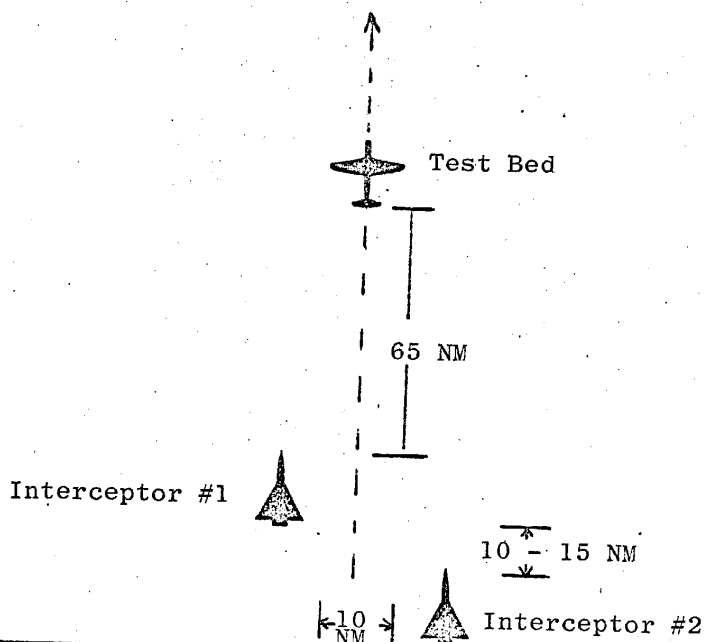 Test Bed
65 NM
Interceptor #1
10 - 15 NM
10
NM
Interceptor #2